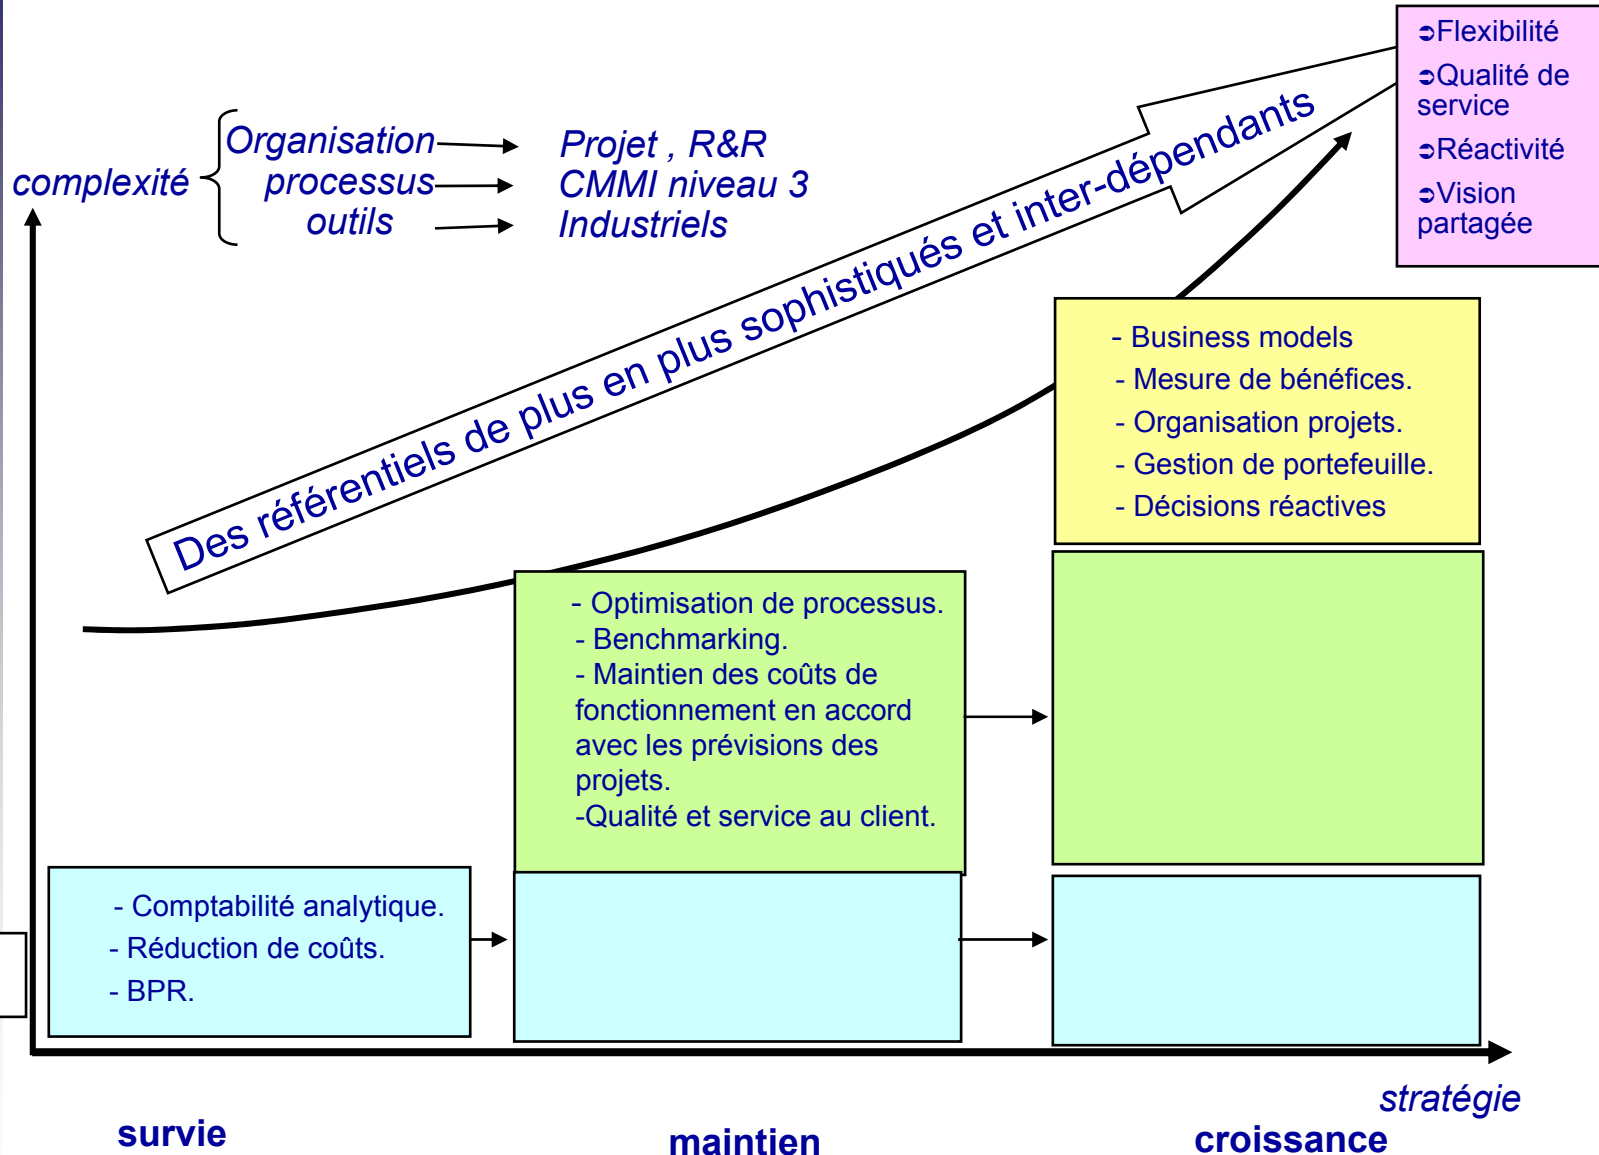 ➲Flexibilité
➲Qualité de
service
➲Réactivité
➲Vision
partagée
complexité
Organisation
processus
outils
Projet , R&R
CMMI niveau 3
Industriels
Des référentiels de plus en plus sophistiqués et inter-dépendants
- Business models
- Mesure de bénéfices.
- Organisation projets.
- Gestion de portefeuille.
- Décisions réactives
- Optimisation de processus.
- Benchmarking.
- Maintien des coûts de
fonctionnement en accord
avec les prévisions des
projets.
-Qualité et service au client.
- Comptabilité analytique.
- Réduction de coûts.
- BPR.
stratégie
survie
maintien
croissance